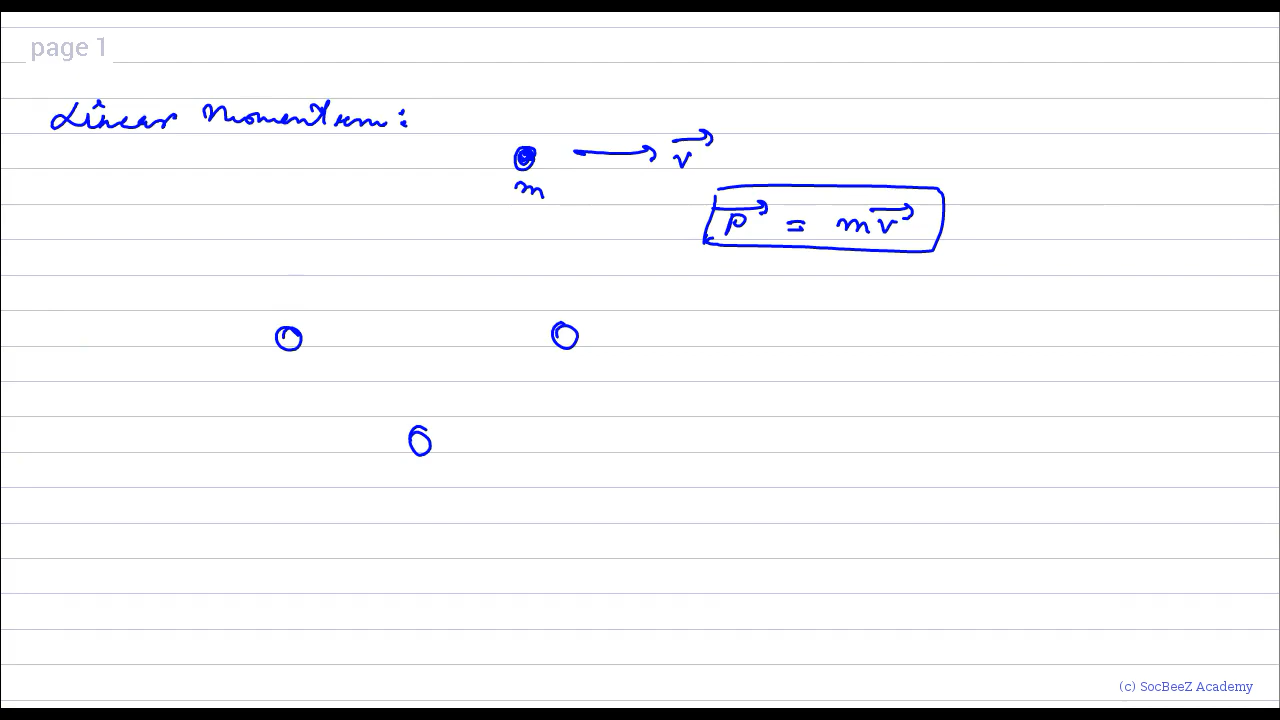 page 1
Linear Momentum:
m → v⃗
p⃗ = mv⃗
(c) SocBeeZ Academy